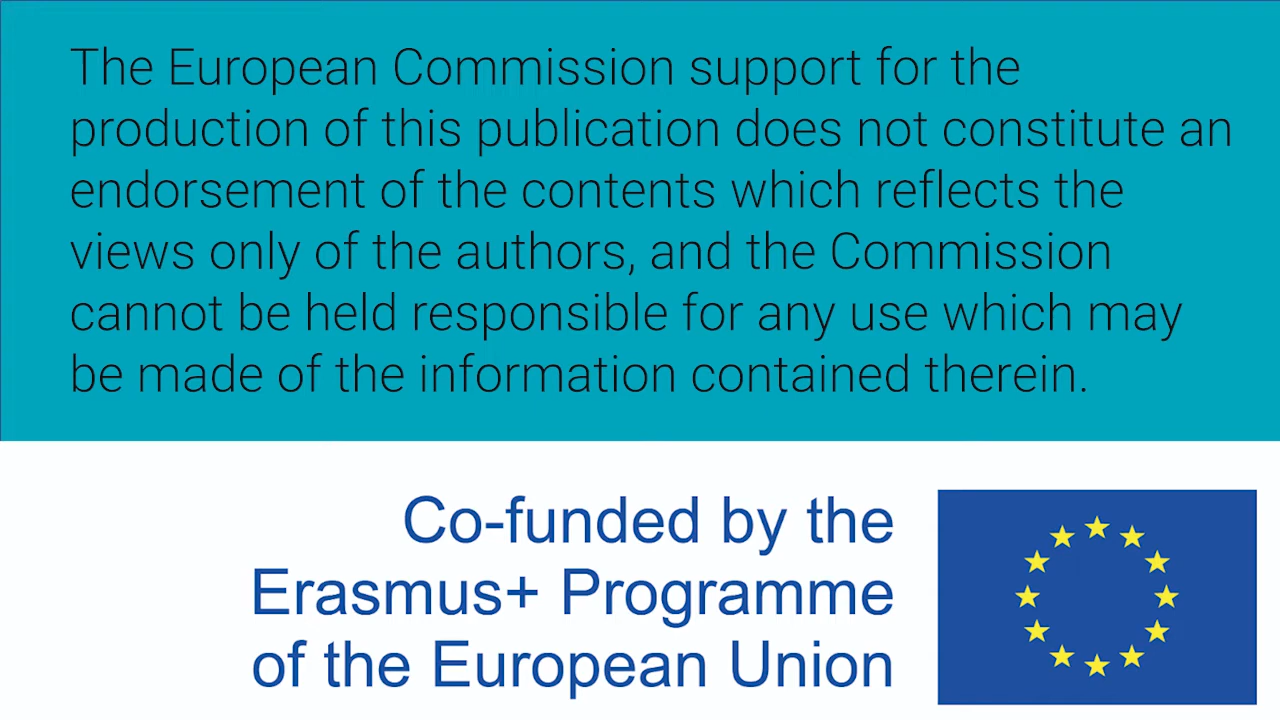 The European Commission support for the
production of this publication does not constitute an
endorsement of the contents which reflects the
views only of the authors, and the Commission
cannot be held responsible for any use which may
be made of the information contained therein.
Co-funded by the
Erasmus+ Programme
of the European Union